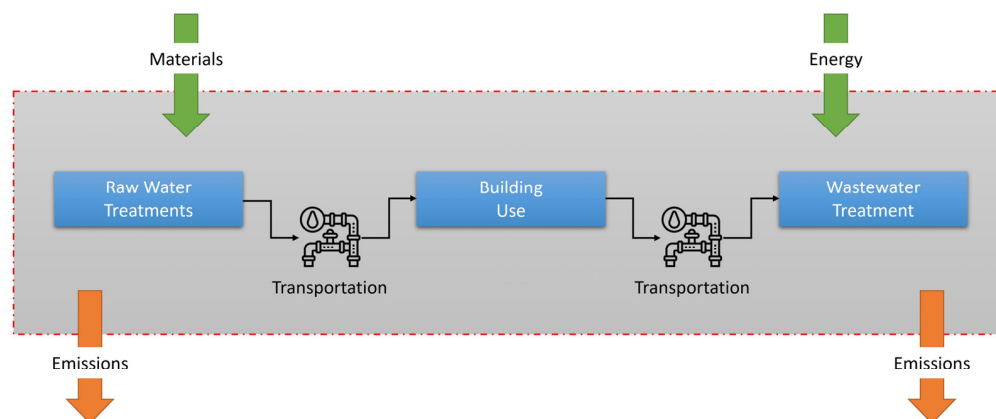 Materials
Energy
Raw Water
Treatments
Building
Use
Wastewater
Treatment
Transportation
Transportation
Emissions
Emissions